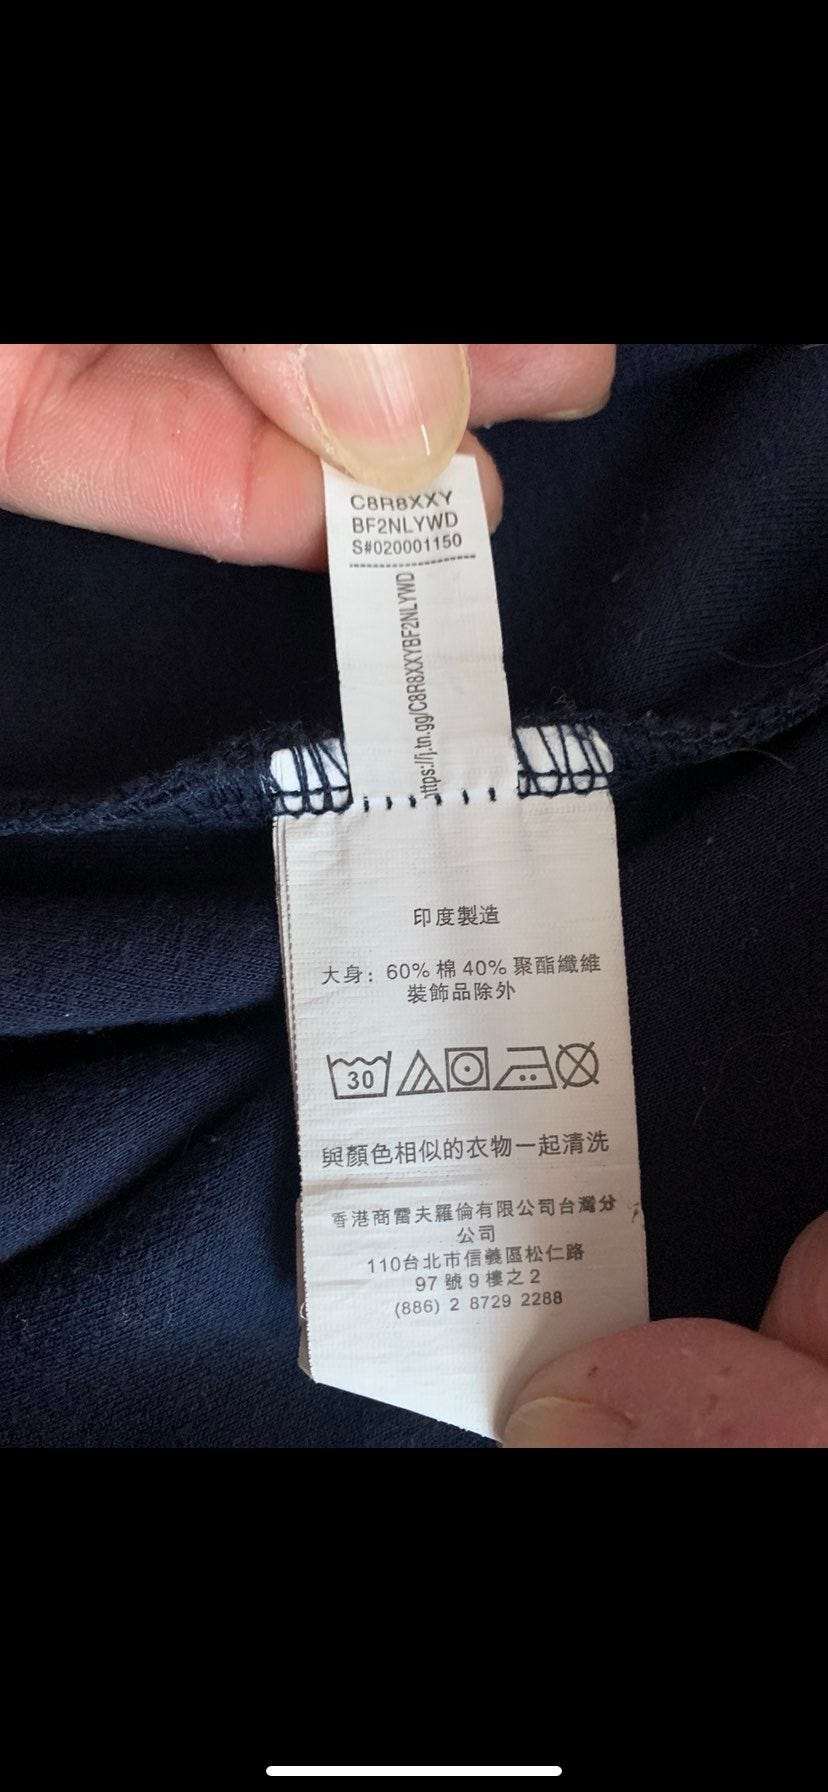 C8R8XXY
BF2NLYWD
S#020001150
https://j.tn.gg/C8R8XXYBF2NLYWD
印度製造
大身：60% 棉 40% 聚酯纖維
裝飾品除外
30
與顏色相似的衣物一起清洗
香港商雷夫羅倫有限公司台灣分
公司
110台北市信義區松仁路
97 號 9 樓之 2
(886) 2 8729 2288